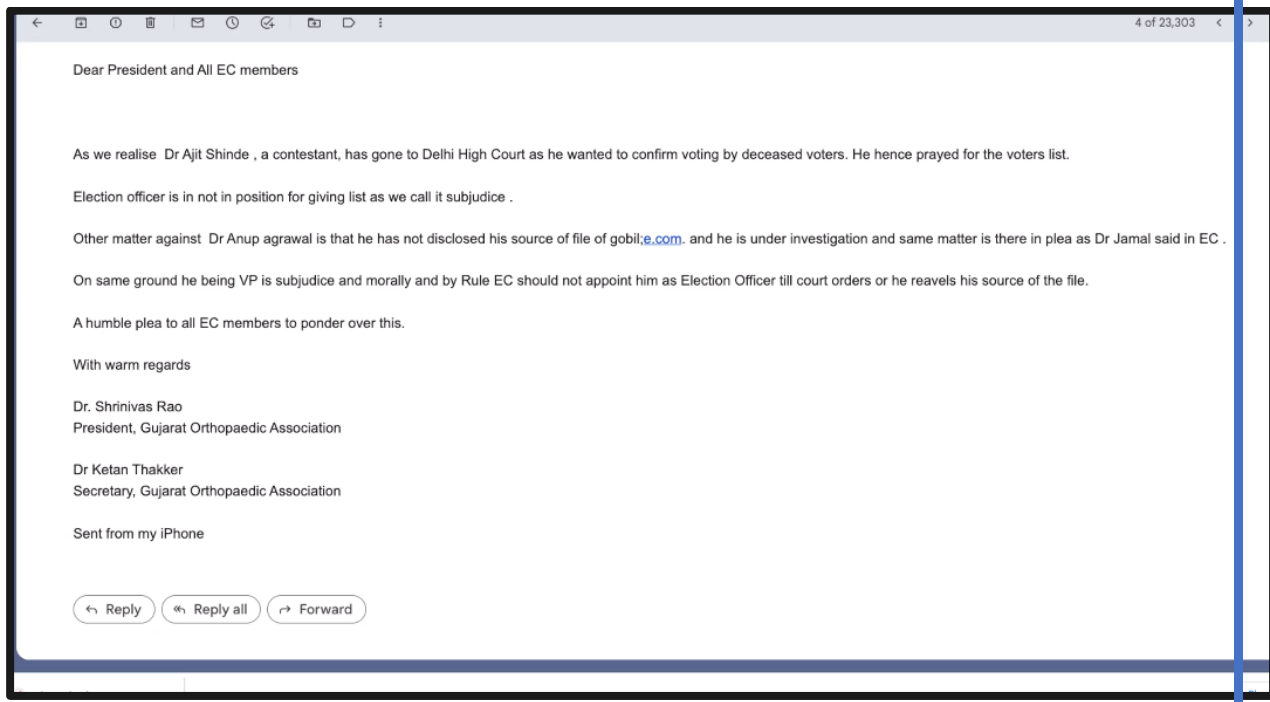 4 of 23,303
Dear President and All EC members
As we realise Dr Ajit Shinde , a contestant, has gone to Delhi High Court as he wanted to confirm voting by deceased voters. He hence prayed for the voters list.
Election officer is in not in position for giving list as we call it subjudice .
Other matter against Dr Anup agrawal is that he has not disclosed his source of file of gobil;e.com. and he is under investigation and same matter is there in plea as Dr Jamal said in EC .
On same ground he being VP is subjudice and morally and by Rule EC should not appoint him as Election Officer till court orders or he reavels his source of the file.
A humble plea to all EC members to ponder over this.
With warm regards
Dr. Shrinivas Rao
President, Gujarat Orthopaedic Association
Dr Ketan Thakker
Secretary, Gujarat Orthopaedic Association
Sent from my iPhone
Reply Reply all Forward